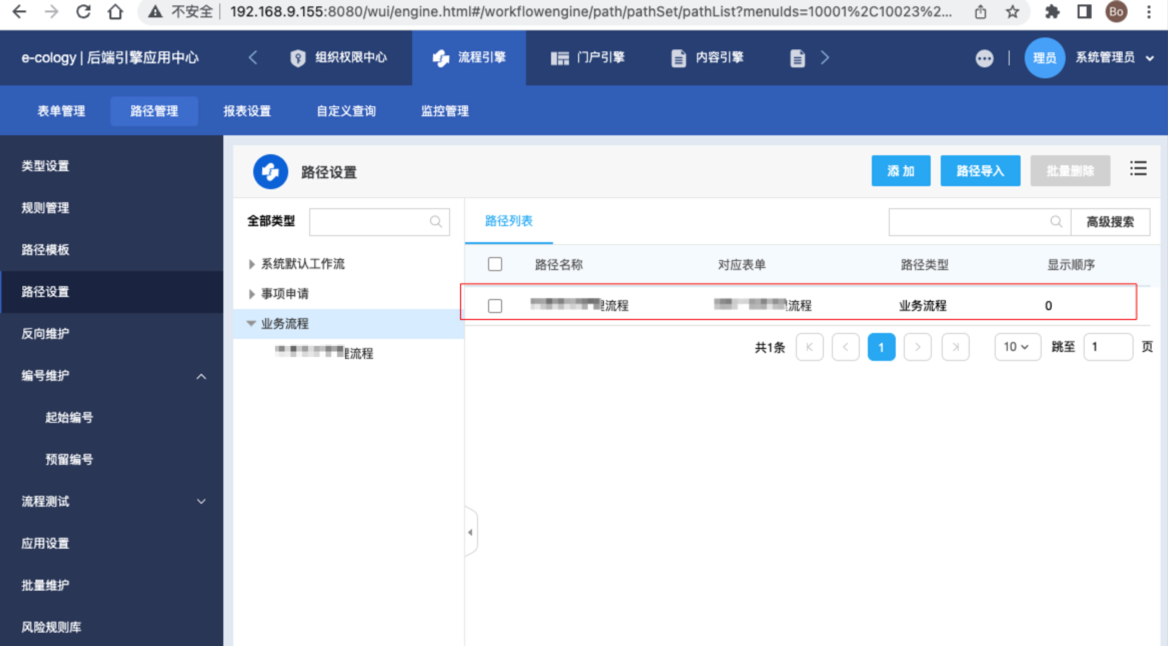 不安全 192.168.9.155:8080/wui/engine.html#/workflowengine/path/pathSet/pathList?menuIds=10001%2C10023%2... Bo
e-cology | 后端引擎应用中心 组织权限中心 流程引擎 门户引擎 内容引擎 理员 系统管理员
表单管理 路径管理 报表设置 自定义查询 监控管理
类型设置
规则管理
路径模板
路径设置
反向维护
编号维护
起始编号
预留编号
流程测试
应用设置
批量维护
风险规则库
路径设置 添加 路径导入 批量删除
全部类型
系统默认工作流
事项申请
业务流程
流程
路径列表 高级搜索
路径名称 对应表单 路径类型 显示顺序
流程 流程 业务流程 0
共1条 1 10 跳至 1 页